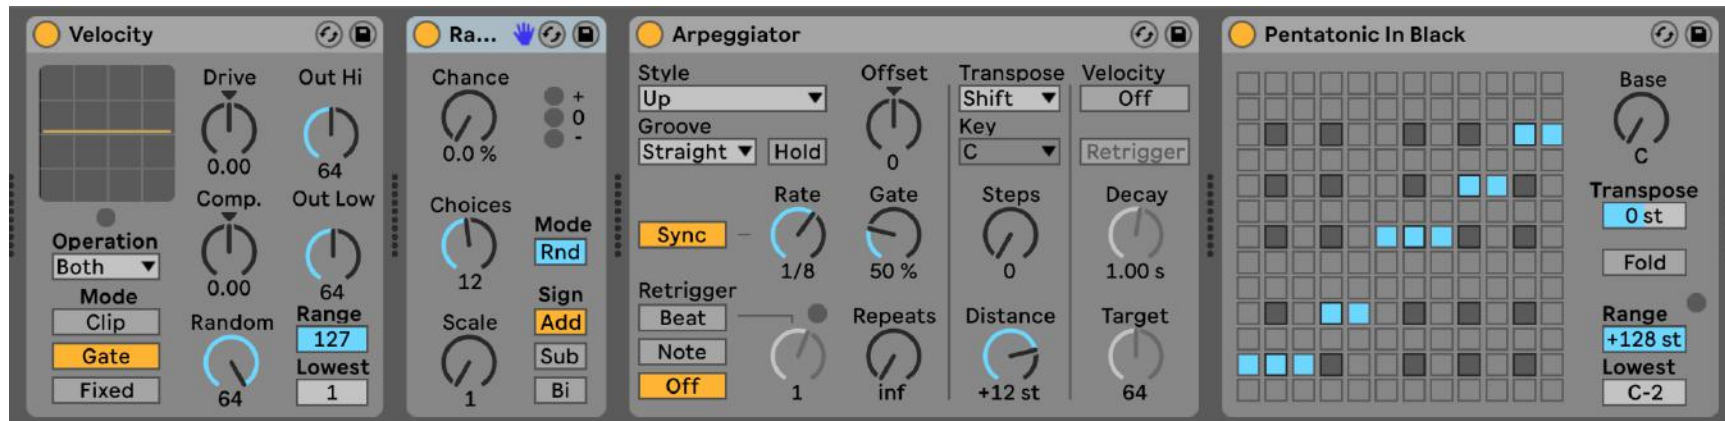 Velocity
Drive
Out Hi
0.00
64
Comp.
Out Low
Operation
Both
0.00
64
Mode
Clip
Gate
Fixed
Random
64
Range
127
Lowest
1
Ra...
Chance
+
0
-
0.0 %
Choices
12
Mode
Rnd
Scale
1
Sign
Add
Sub
Bi
Arpeggiator
Style
Up
Groove
Straight
Hold
Offset
0
Transpose
Shift
Key
C
Velocity
Off
Retrigger
Sync
Rate
1/8
Gate
50 %
Steps
0
Decay
1.00 s
Retrigger
Beat
Note
Off
1
Repeats
inf
Distance
+12 st
Target
64
Pentatonic In Black
Base
C
Transpose
0 st
Fold
Range
+128 st
Lowest
C-2